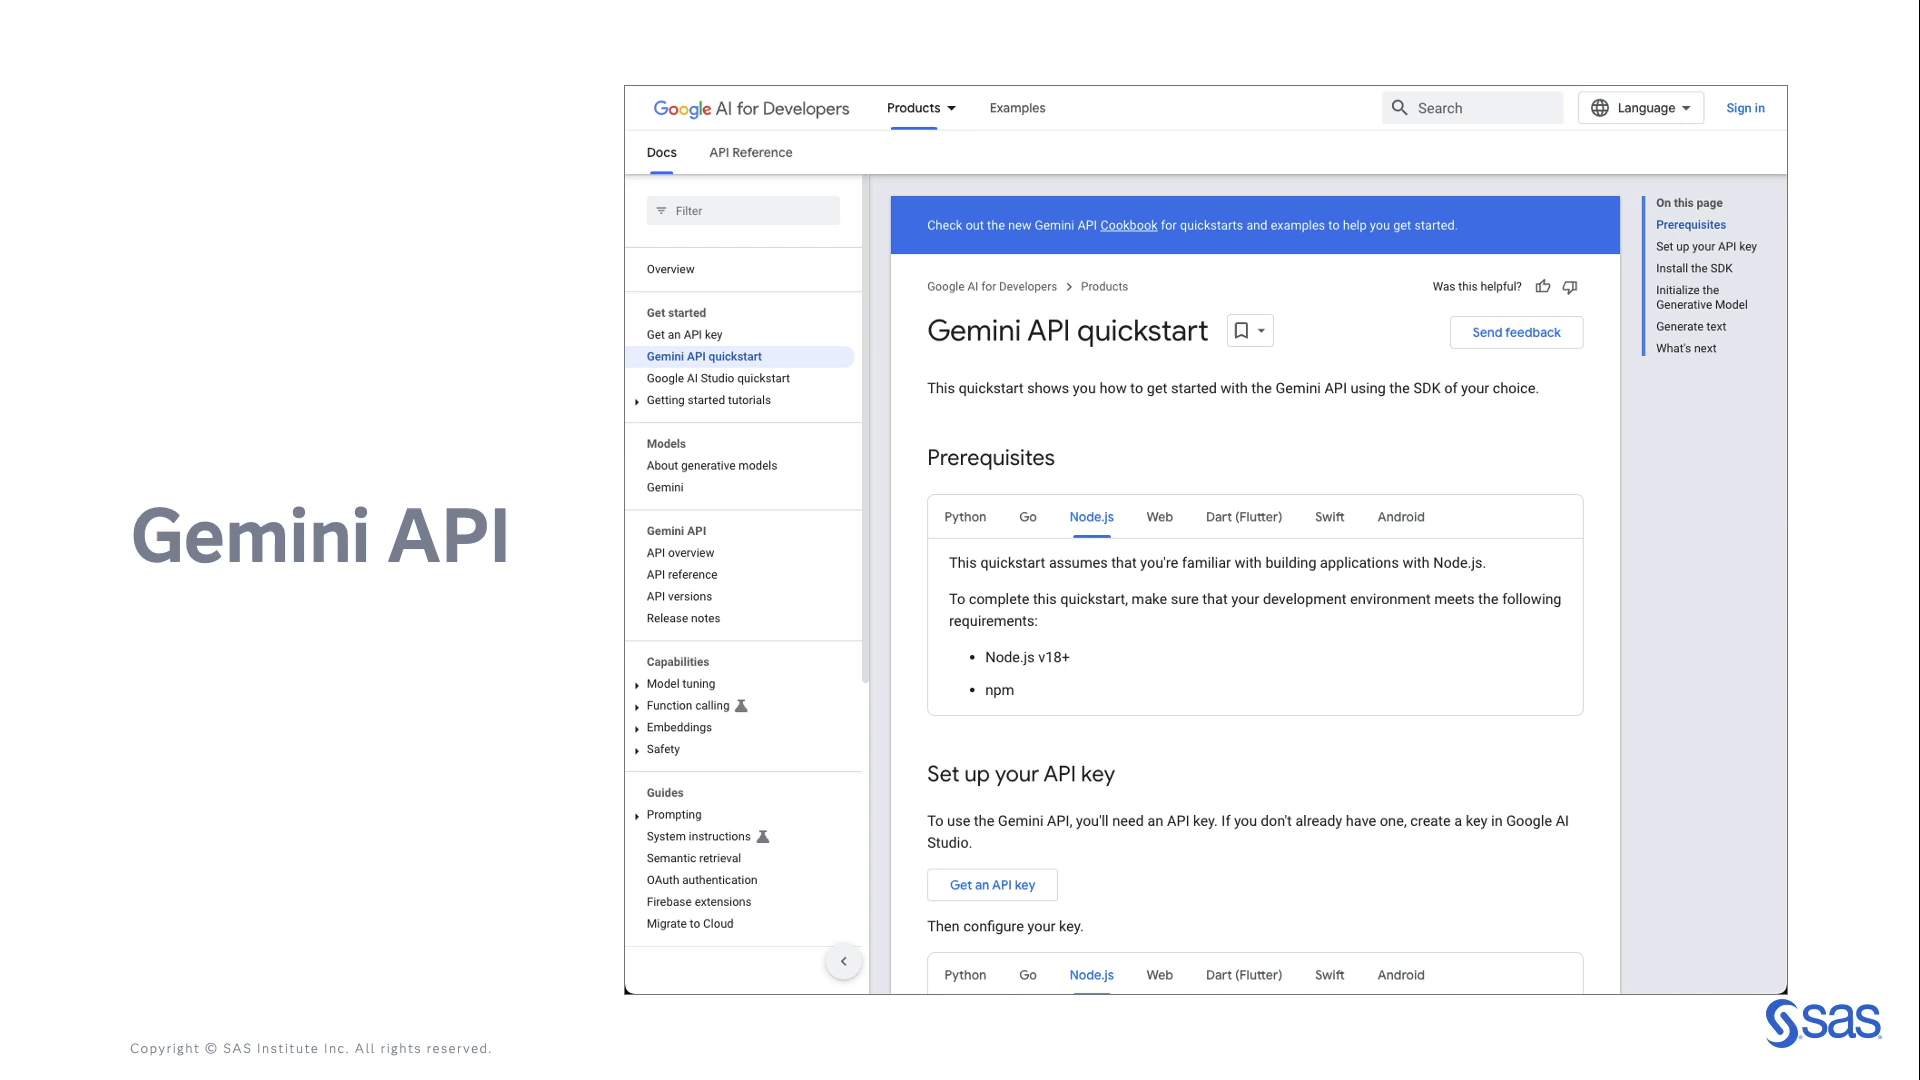 Gemini API
Google AI for Developers
Products
Examples
Search
Language
Sign in
Docs
API Reference
Filter
Overview
Get started
Get an API key
Gemini API quickstart
Google AI Studio quickstart
Getting started tutorials
Models
About generative models
Gemini
Gemini API
API overview
API reference
API versions
Release notes
Capabilities
Model tuning
Function calling
Embeddings
Safety
Guides
Prompting
System instructions
Semantic retrieval
OAuth authentication
Firebase extensions
Migrate to Cloud
Check out the new Gemini API Cookbook for quickstarts and examples to help you get started.
Google AI for Developers > Products
Was this helpful?
Gemini API quickstart
Send feedback
This quickstart shows you how to get started with the Gemini API using the SDK of your choice.
Prerequisites
Python Go Node.js Web Dart (Flutter) Swift Android
This quickstart assumes that you're familiar with building applications with Node.js.
To complete this quickstart, make sure that your development environment meets the following
requirements:
• Node.js v18+
• npm
Set up your API key
To use the Gemini API, you'll need an API key. If you don't already have one, create a key in Google AI
Studio.
Get an API key
Then configure your key.
Python Go Node.js Web Dart (Flutter) Swift Android
On this page
Prerequisites
Set up your API key
Install the SDK
Initialize the
Generative Model
Generate text
What's next
Copyright © SAS Institute Inc. All rights reserved.
sas